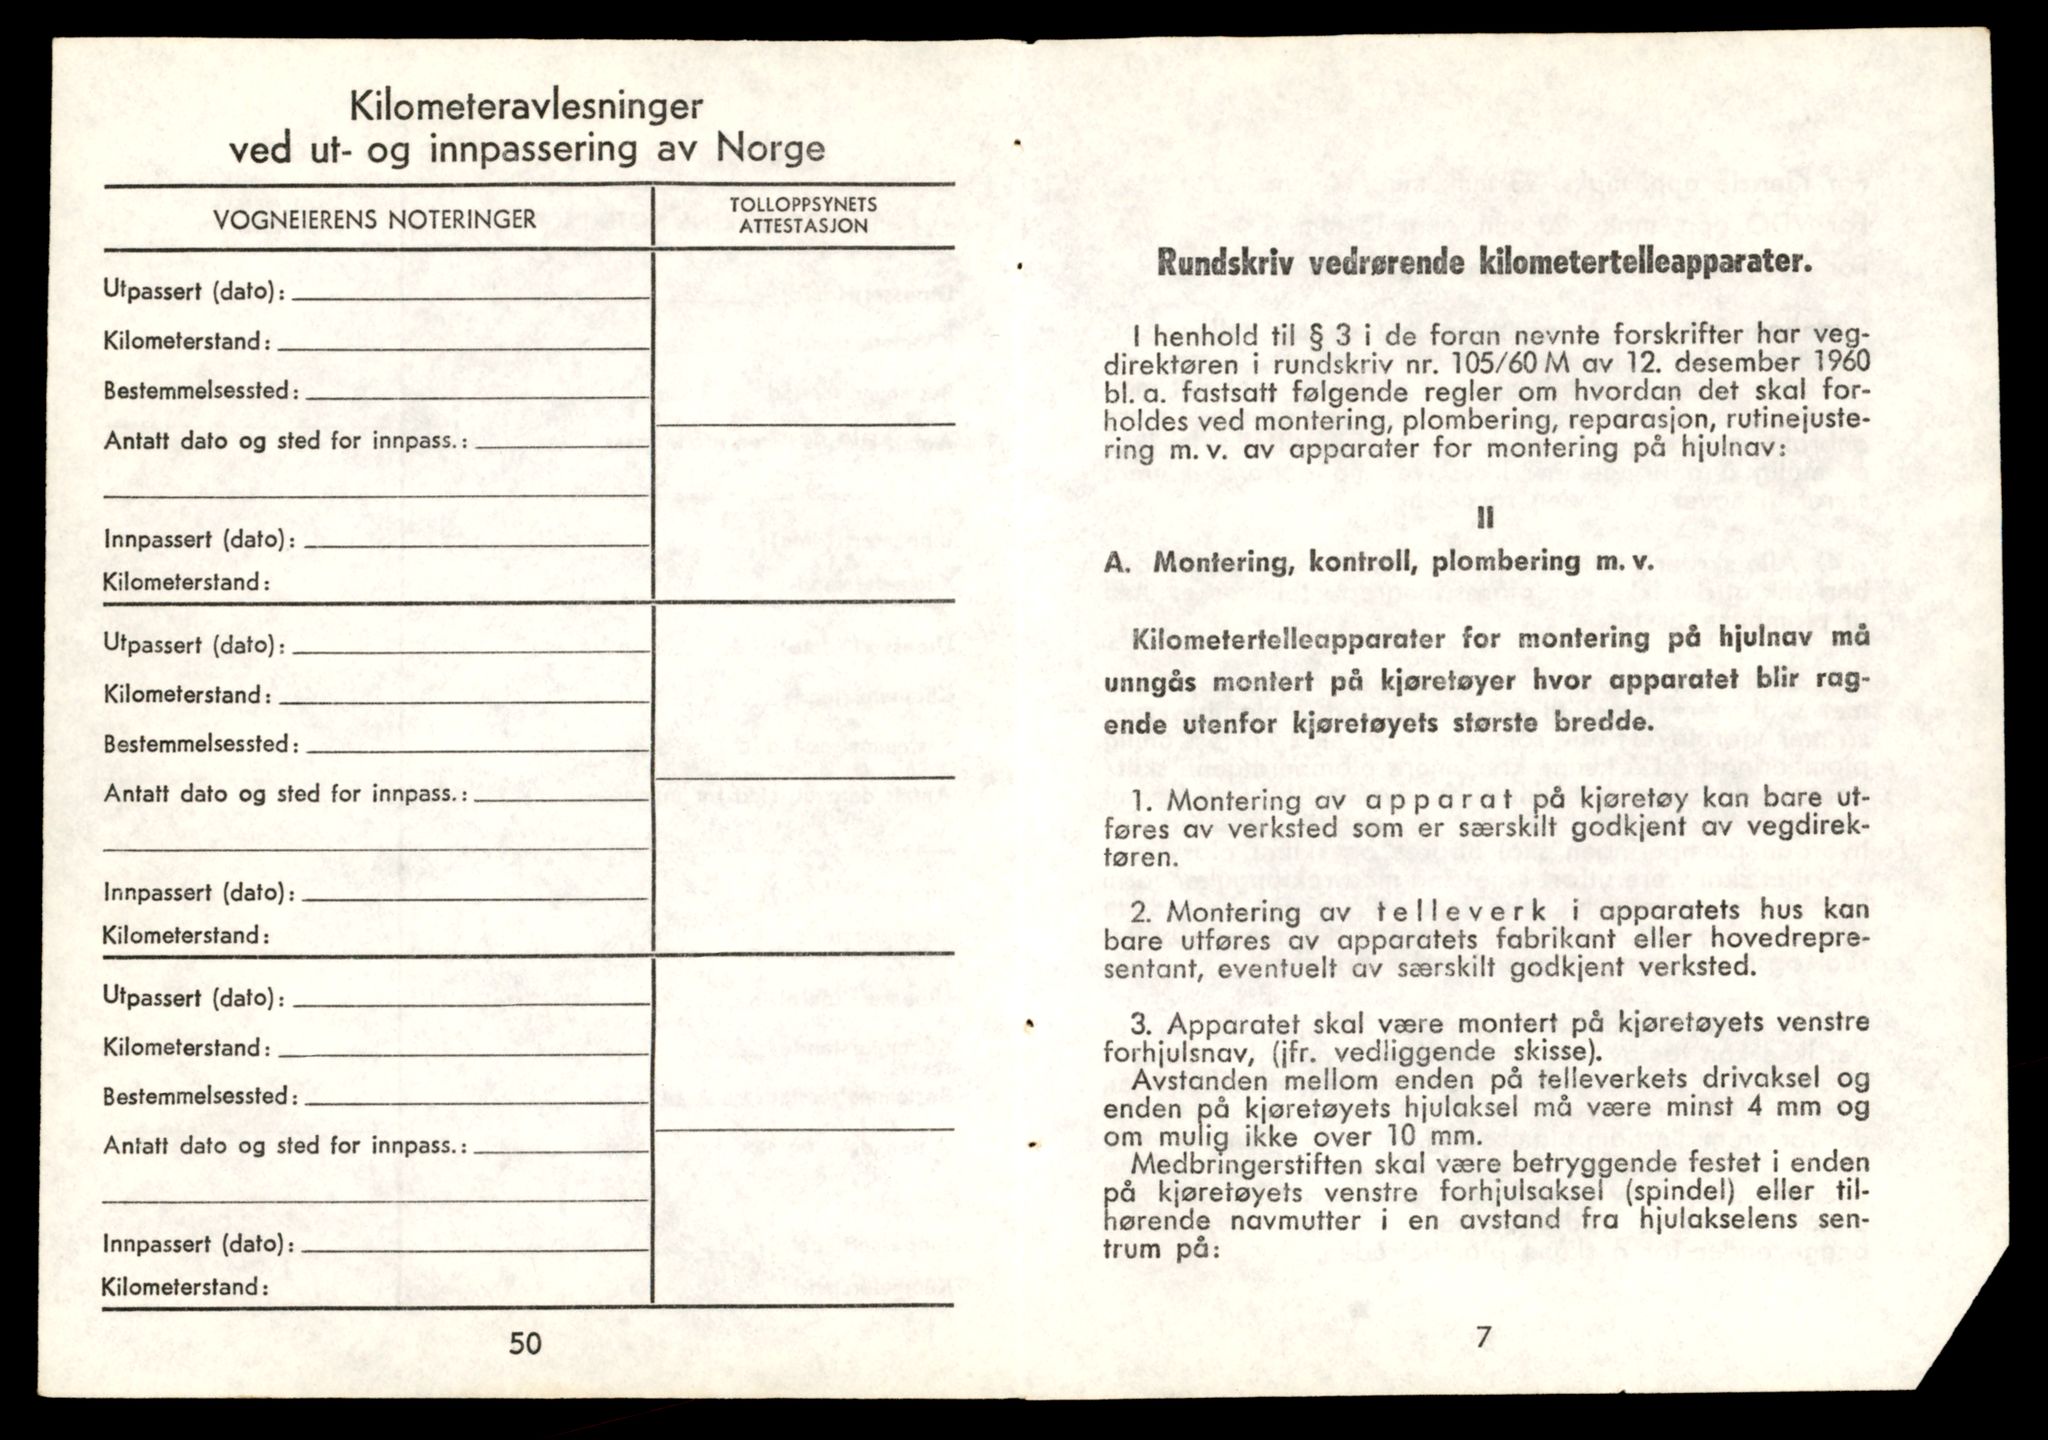 Kilometeravlesninger
ved ut- og innpassering av Norge
VOGNEIERENS NOTERINGER
TOLLOPPSYNETS
ATTESTASJON
Utpassert (dato):
Kilometerstand:
Bestemmelsessted:
Antatt dato og sted for innpass.:
Innpassert (dato):
Kilometerstand:
Utpassert (dato):
Kilometerstand:
Bestemmelsessted:
Antatt dato og sted for innpass.:
Innpassert (dato):
Kilometerstand:
Utpassert (dato):
Kilometerstand:
Bestemmelsessted:
Antatt dato og sted for innpass.:
Innpassert (dato):
Kilometerstand:
50
Rundskriv vedrørende kilometertelleapparater.
I henhold til § 3 i de foran nevnte forskrifter har veg-
direktøren i rundskriv nr. 105/60 M av 12. desember 1960
bl. a. fastsatt følgende regler om hvordan det skal for-
holdes ved montering, plombering, reparasjon, rutinejuste-
ring m. v. av apparater for montering på hjulnav:
II
A. Montering, kontroll, plombering m. v.
Kilometertelleapparater for montering på hjulnav må
unngås montert på kjøretøyer hvor apparatet blir rag-
ende utenfor kjøretøyets største bredde.
1. Montering av apparat på kjøretøy kan bare ut-
føres av verksted som er særskilt godkjent av vegdirek-
tøren.
2. Montering av telleverk i apparatets hus kan
bare utføres av apparatets fabrikant eller hovedrepre-
sentant, eventuelt av særskilt godkjent verksted.
3. Apparatet skal være montert på kjøretøyets venstre
forhjulsnav, (jfr. vedliggende skisse).
Avstanden mellom enden på telleverkets drivaksel og
enden på kjøretøyets hjulaksel må være minst 4 mm og
om mulig ikke over 10 mm.
Medbringerstiften skal være betryggende festet i enden
på kjøretøyets venstre forhjulsaksel (spindel) eller til-
hørende navmutter i en avstand fra hjulakselens sen-
trum på:
7